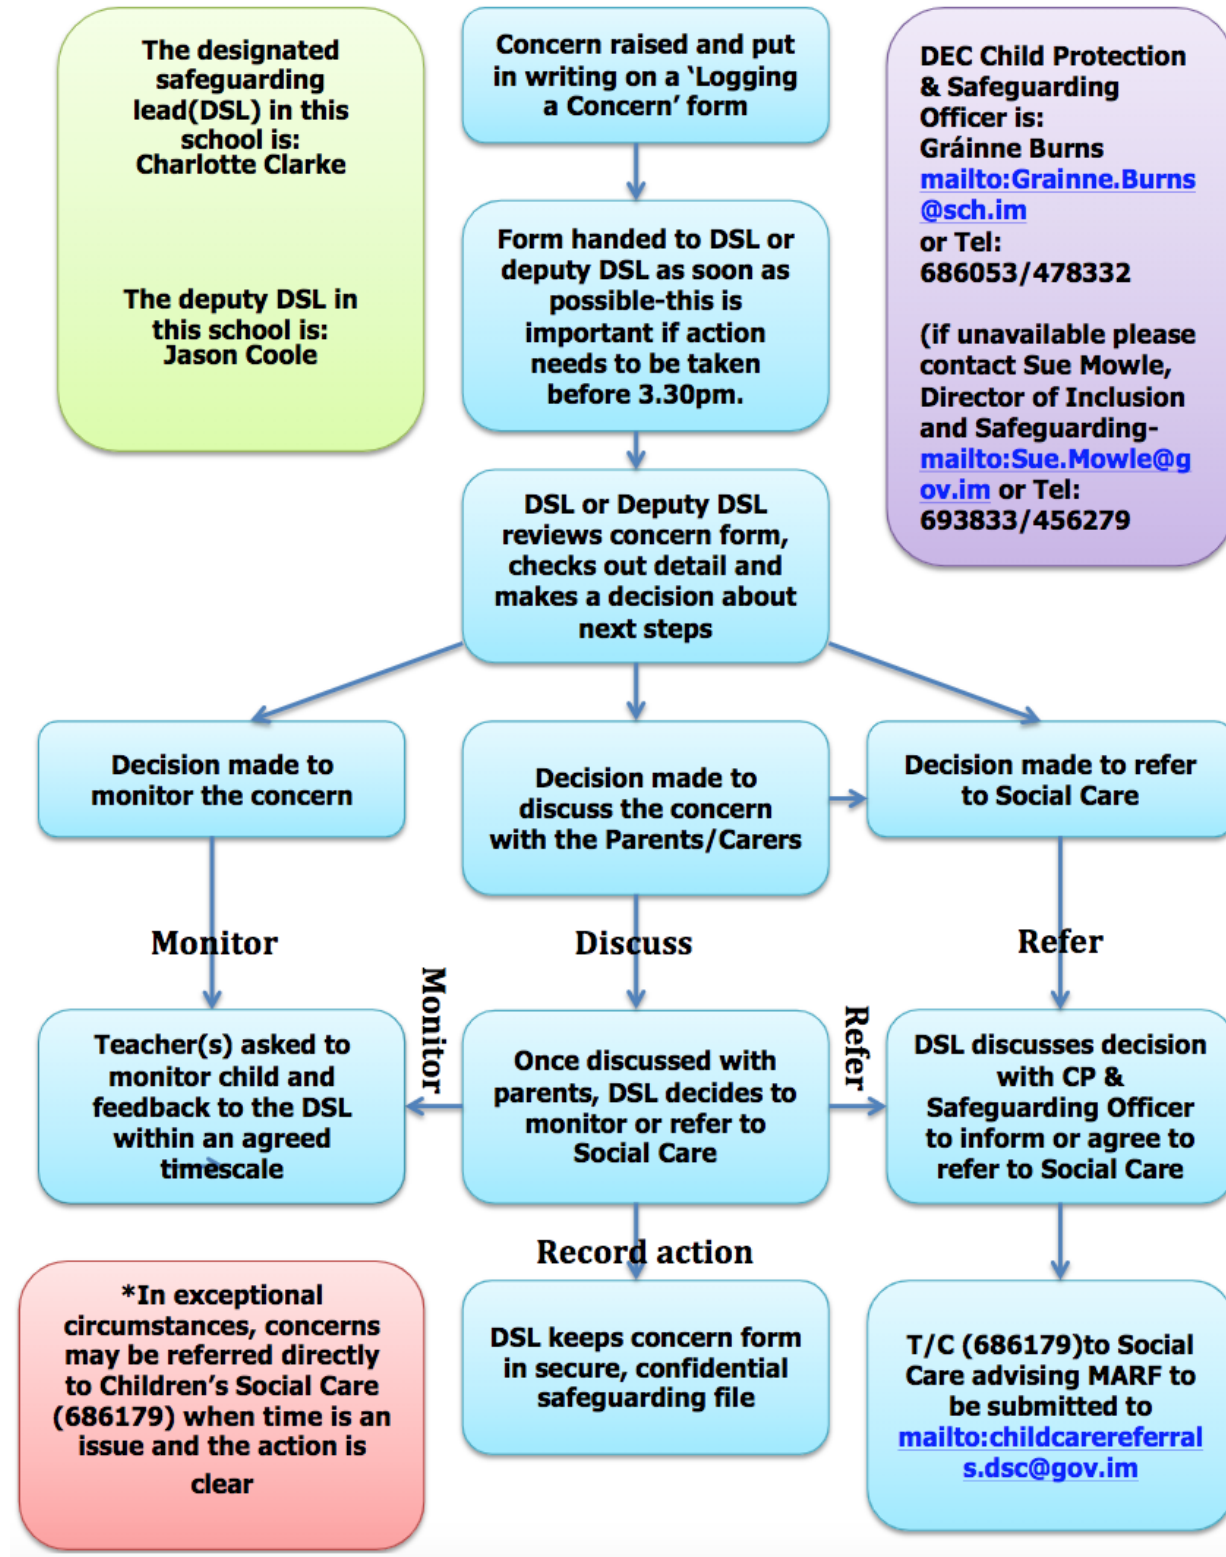 The designated
safeguarding
lead(DSL) in this
school is:
Charlotte Clarke
The deputy DSL in
this school is:
Jason Coole
Concern raised and put
in writing on a ‘Logging
a Concern’ form
DEC Child Protection
& Safeguarding
Officer is:
Gráinne Burns
mailto:Grainne.Burns
@sch.im
or Tel:
686053/478332
(if unavailable please
contact Sue Mowle,
Director of Inclusion
and Safeguarding-
mailto:Sue.Mowle@g
ov.im or Tel:
693833/456279
Form handed to DSL or
deputy DSL as soon as
possible-this is
important if action
needs to be taken
before 3.30pm.
DSL or Deputy DSL
reviews concern form,
checks out detail and
makes a decision about
next steps
Decision made to
monitor the concern
Decision made to
discuss the concern
with the Parents/Carers
Decision made to refer
to Social Care
Monitor
Discuss
Refer
Monitor
Refer
Teacher(s) asked to
monitor child and
feedback to the DSL
within an agreed
timescale
Once discussed with
parents, DSL decides to
monitor or refer to
Social Care
DSL discusses decision
with CP &
Safeguarding Officer
to inform or agree to
refer to Social Care
Record action
*In exceptional
circumstances, concerns
may be referred directly
to Children’s Social Care
(686179) when time is an
issue and the action is
clear
DSL keeps concern form
in secure, confidential
safeguarding file
T/C (686179)to Social
Care advising MARF to
be submitted to
mailto:childcarereferral
s.dsc@gov.im